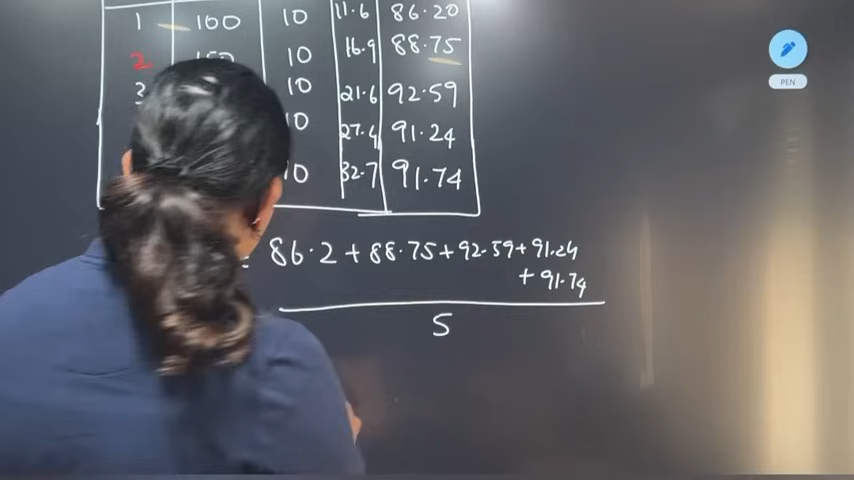 1 100 10 11.6 86.20
2 10 16.9 88.75
3 10 21.6 92.59
10 27.4 91.24
10 32.7 91.74
86.2 + 88.75 + 92.59 + 91.24
+ 91.74
5
PEN